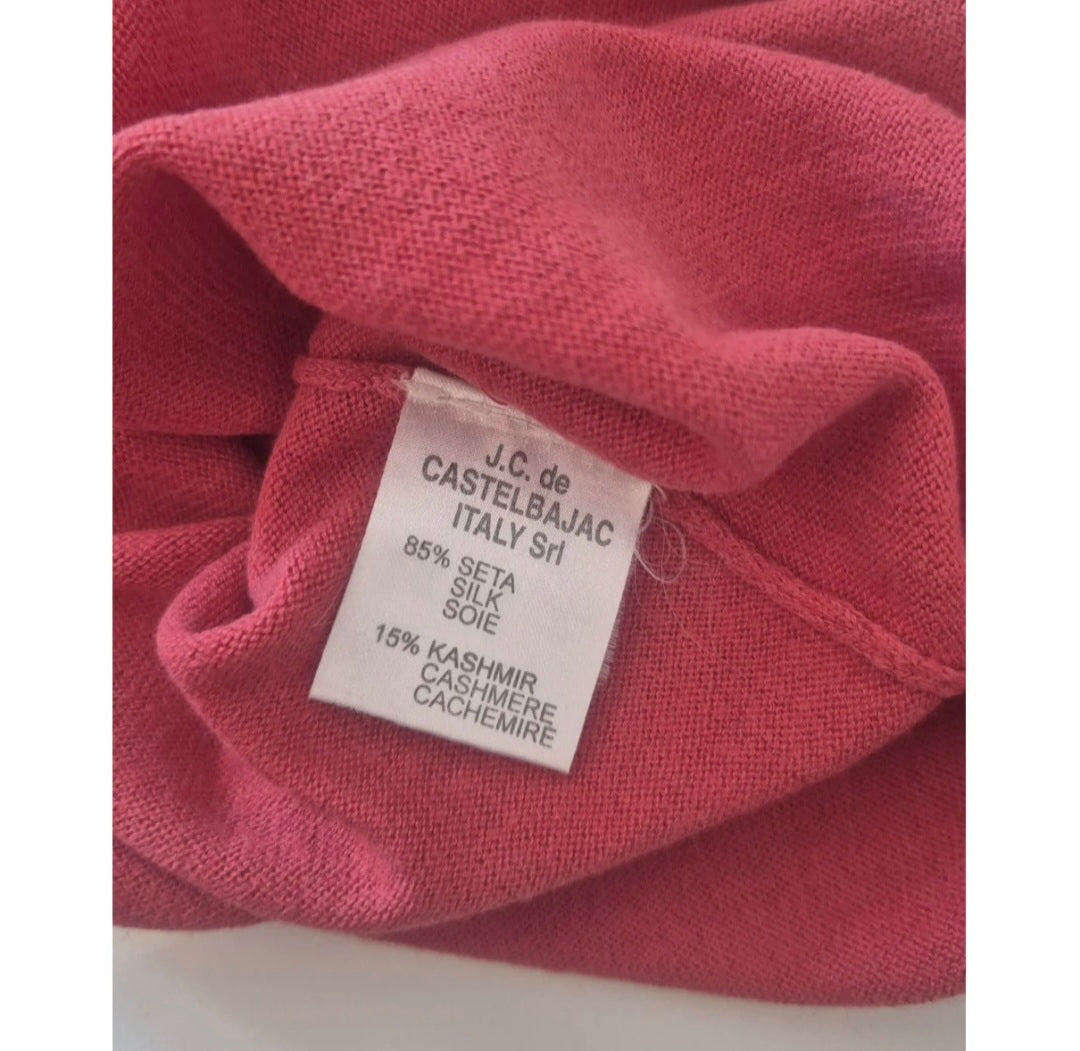 J.C. de
CASTELBAJAC
ITALY Srl
85% SETA
SILK
SOIE
15% KASHMIR
CASHMERE
CACHEMIRE